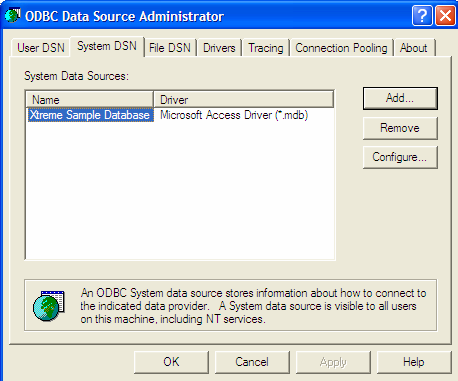 ODBC Data Source Administrator
User DSN System DSN File DSN Drivers Tracing Connection Pooling About
System Data Sources:
Name Driver
Xtreme Sample Database Microsoft Access Driver (*.mdb)
Add...
Remove
Configure...
An ODBC System data source stores information about how to connect to
the indicated data provider. A System data source is visible to all users
on this machine, including NT services.
OK Cancel Apply Help